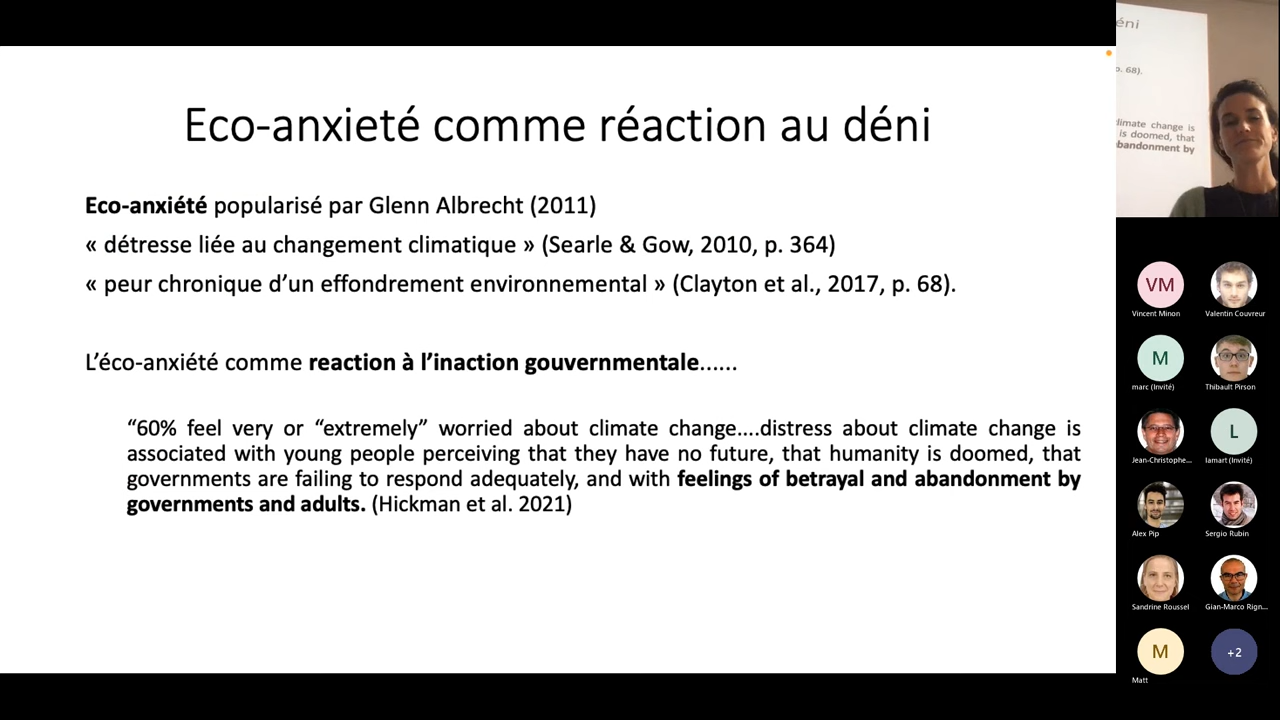 Eco-anxieté comme réaction au déni
Eco-anxiété popularisé par Glenn Albrecht (2011)
« détresse liée au changement climatique » (Searle & Gow, 2010, p. 364)
« peur chronique d’un effondrement environnemental » (Clayton et al., 2017, p. 68).
L’éco-anxiété comme reaction à l’inaction gouvernmentale......
“60% feel very or “extremely” worried about climate change....distress about climate change is
associated with young people perceiving that they have no future, that humanity is doomed, that
governments are failing to respond adequately, and with feelings of betrayal and abandonment by
governments and adults. (Hickman et al. 2021)
déni
p. 68).
climate change is
is doomed, that
abandonment by
VM
Vincent Minon
Valentin Couvreur
M
marc (Invité)
Thibault Pirson
Jean-Christophe...
L
lamart (Invité)
Alex Pip
Sergio Rubin
Sandrine Roussel
Gian-Marco Rign...
M
Matt
+2